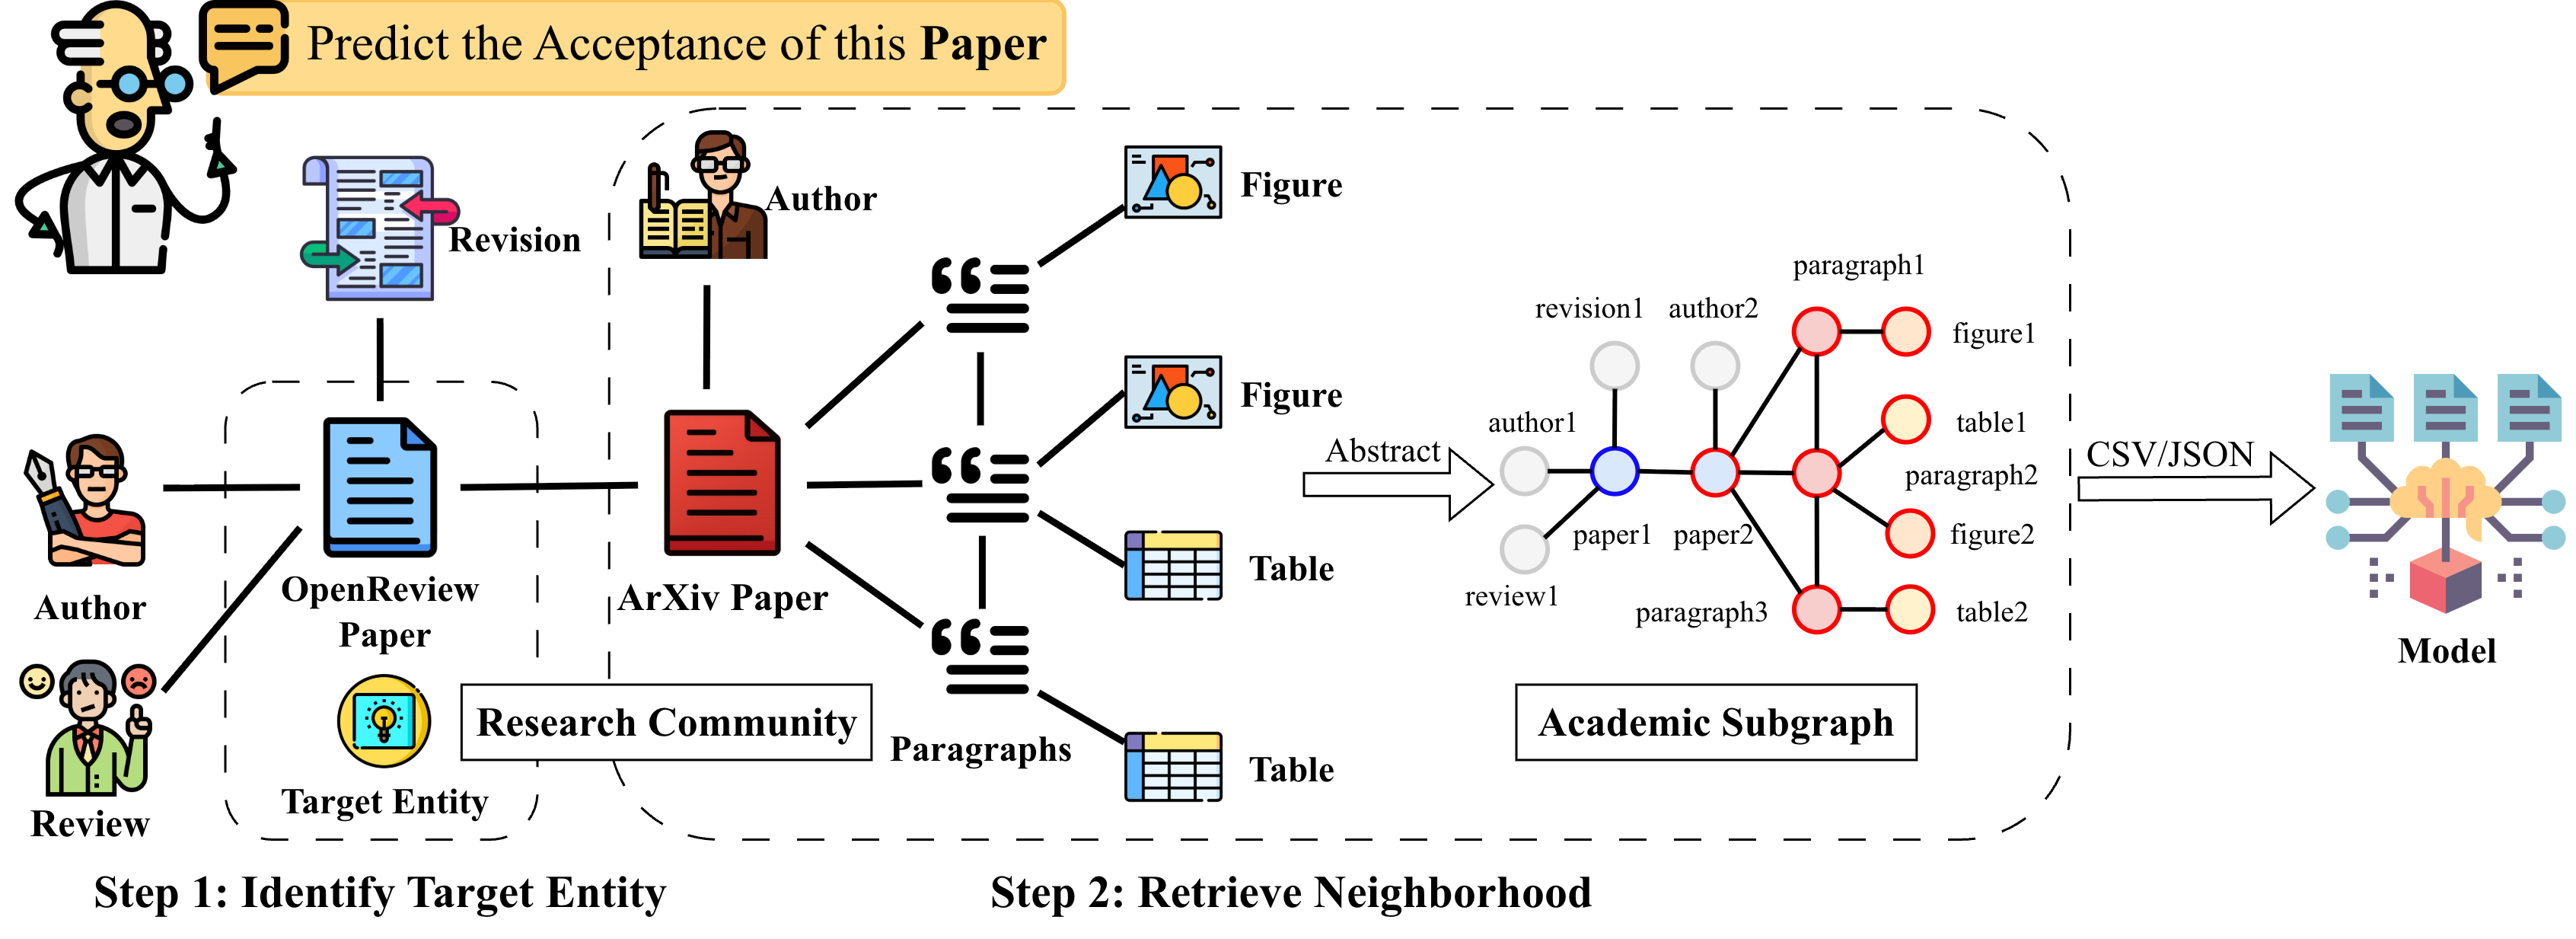 Predict the Acceptance of this Paper
Revision
Author
Figure
Figure
Table
Table
Author
Review
OpenReview
Paper
Target Entity
ArXiv Paper
Research Community
Paragraphs
Abstract
revision1
author2
paragraph1
figure1
author1
table1
paragraph2
paper1
paper2
figure2
review1
paragraph3
table2
Academic Subgraph
CSV/JSON
Model
Step 1: Identify Target Entity
Step 2: Retrieve Neighborhood